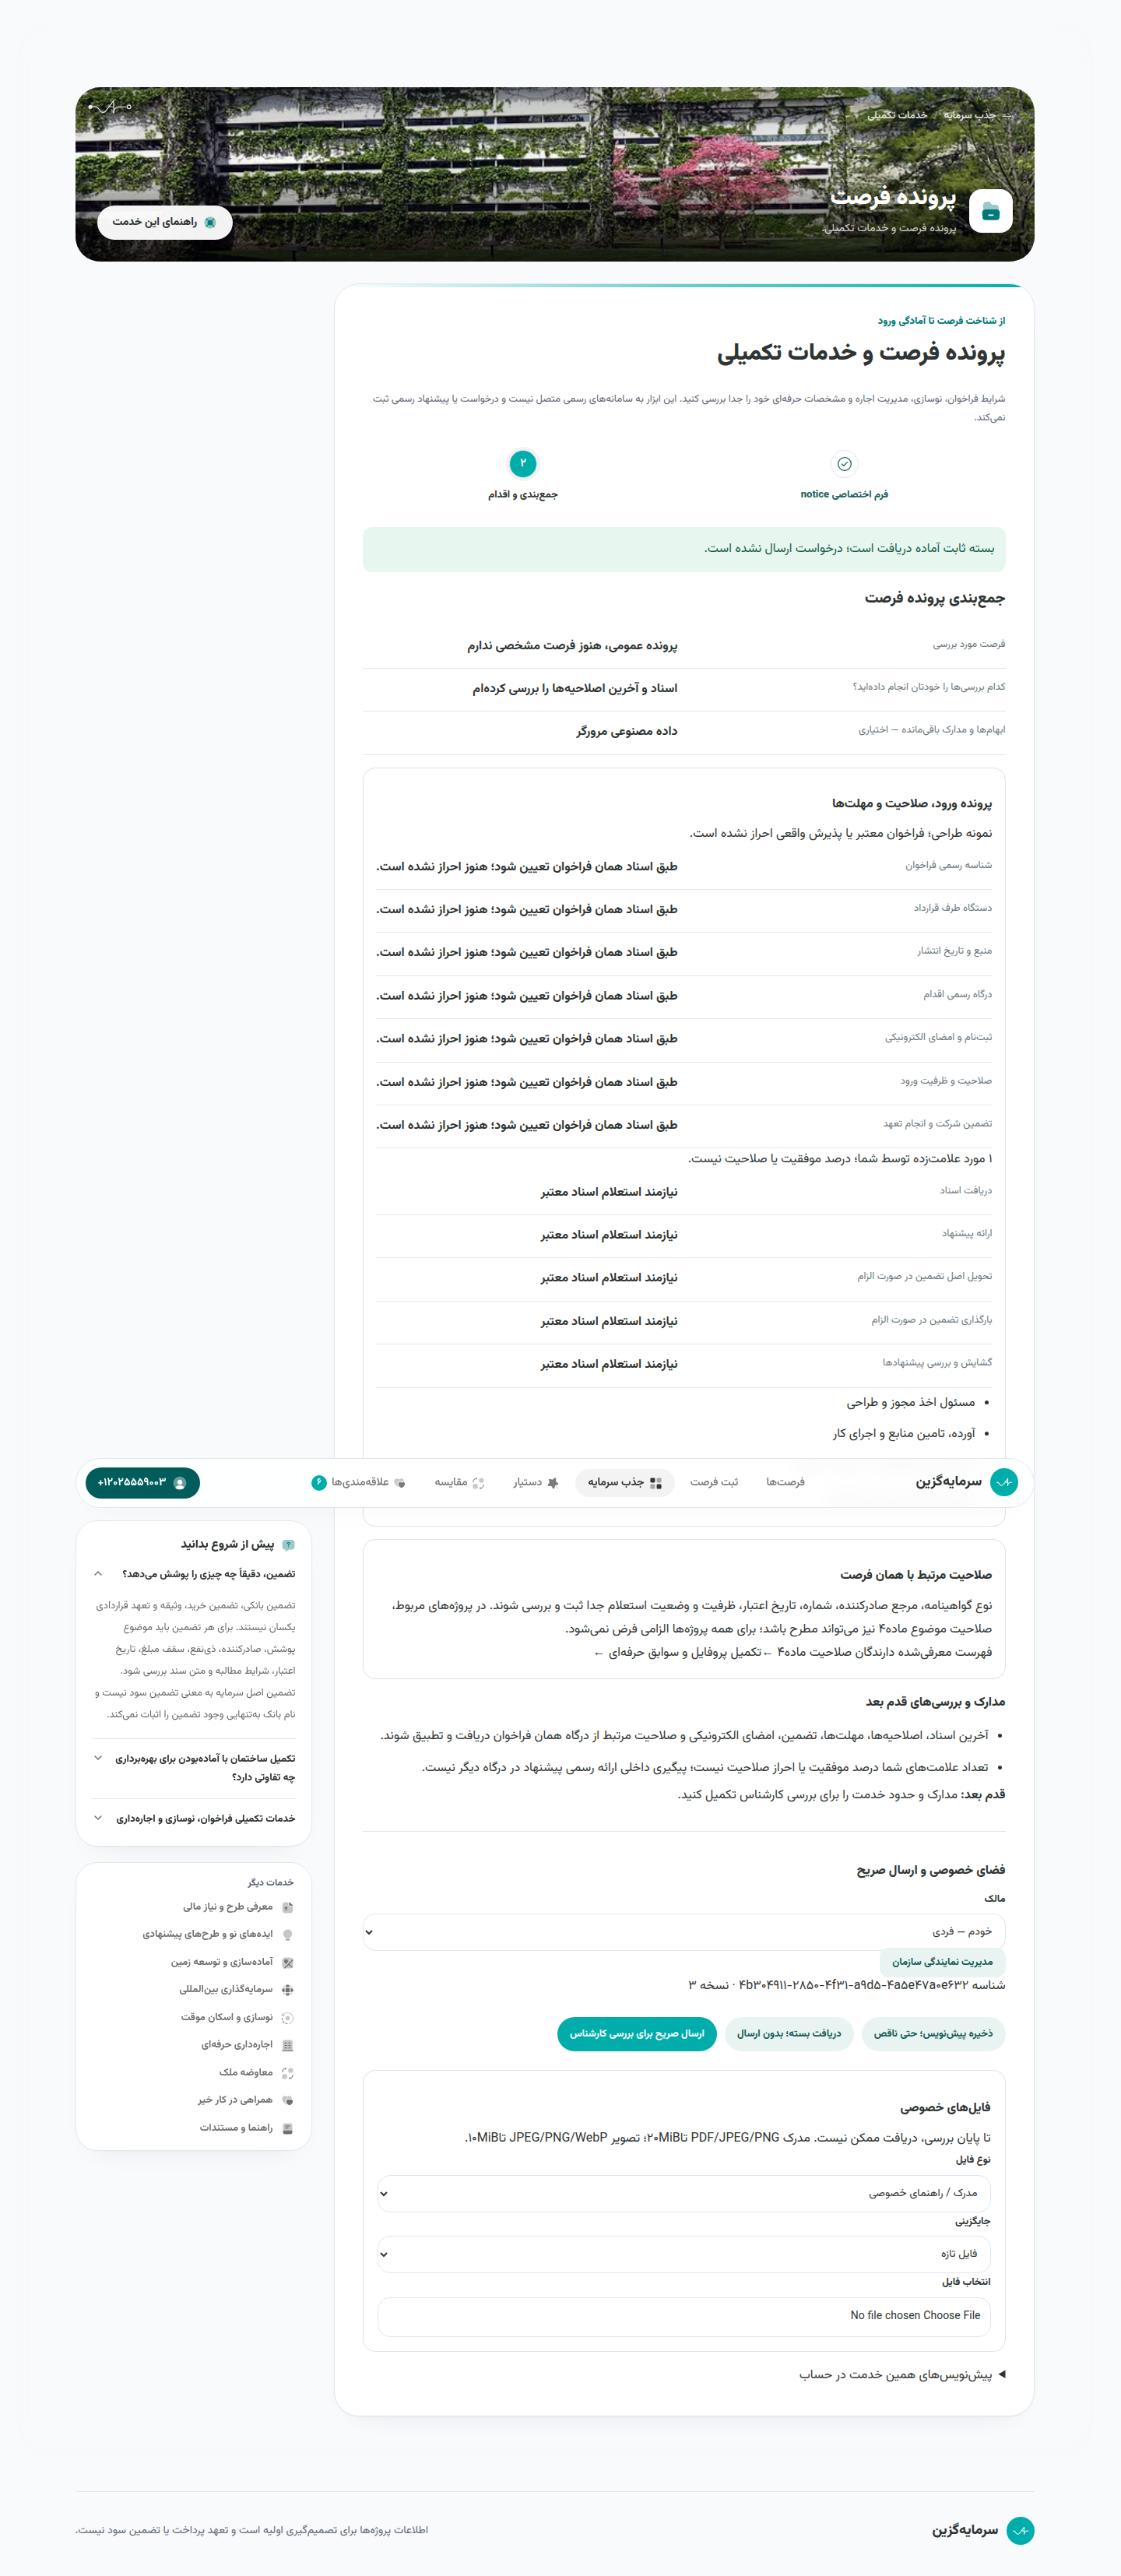 جذب سرمایه / خدمات تکمیلی
پرونده فرصت
پرونده فرصت و خدمات تکمیلی.
راهنمای این خدمت
از شناخت فرصت تا آمادگی ورود
پرونده فرصت و خدمات تکمیلی
شرایط فراخوان، نوسازی، مدیریت اجاره و مشخصات حرفه‌ای خود را جدا بررسی کنید. این ابزار به سامانه‌های رسمی متصل نیست و درخواست یا پیشنهاد رسمی ثبت
نمی‌کند.
فرم اختصاصی notice
۲
جمع‌بندی و اقدام
بسته ثابت آماده دریافت است؛ درخواست ارسال نشده است.
جمع‌بندی پرونده فرصت
فرصت مورد بررسی
پرونده عمومی، هنوز فرصت مشخصی ندارم
کدام بررسی‌ها را خودتان انجام داده‌اید؟
اسناد و آخرین اصلاحیه‌ها را بررسی کرده‌ام
ابهام‌ها و مدارک باقی‌مانده — اختیاری
داده مصنوعی مرورگر
پرونده ورود، صلاحیت و مهلت‌ها
نمونه طراحی؛ فراخوان معتبر یا پذیرش واقعی احراز نشده است.
شناسه رسمی فراخوان
طبق اسناد همان فراخوان تعیین شود؛ هنوز احراز نشده است.
دستگاه طرف قرارداد
طبق اسناد همان فراخوان تعیین شود؛ هنوز احراز نشده است.
منبع و تاریخ انتشار
طبق اسناد همان فراخوان تعیین شود؛ هنوز احراز نشده است.
درگاه رسمی اقدام
طبق اسناد همان فراخوان تعیین شود؛ هنوز احراز نشده است.
ثبت‌نام و امضای الکترونیکی
طبق اسناد همان فراخوان تعیین شود؛ هنوز احراز نشده است.
صلاحیت و ظرفیت ورود
طبق اسناد همان فراخوان تعیین شود؛ هنوز احراز نشده است.
تضمین شرکت و انجام تعهد
طبق اسناد همان فراخوان تعیین شود؛ هنوز احراز نشده است.
۱ مورد علامت‌زده توسط شما؛ درصد موفقیت یا صلاحیت نیست.
دریافت اسناد
نیازمند استعلام اسناد معتبر
ارائه پیشنهاد
نیازمند استعلام اسناد معتبر
تحویل اصل تضمین در صورت الزام
نیازمند استعلام اسناد معتبر
بارگذاری تضمین در صورت الزام
نیازمند استعلام اسناد معتبر
گشایش و بررسی پیشنهادها
نیازمند استعلام اسناد معتبر
• مسئول اخذ مجوز و طراحی
• آورده، تامین منابع و اجرای کار
سرمایه‌گزین
فرصت‌ها
ثبت فرصت
جذب سرمایه
دستیار
مقایسه
علاقه‌مندی‌ها ۶
+۱۲۰۲۵۵۵۹۰۰۳
صلاحیت مرتبط با همان فرصت
نوع گواهینامه، مرجع صادرکننده، شماره، تاریخ اعتبار، ظرفیت و وضعیت استعلام جدا ثبت و بررسی شوند. در پروژه‌های مربوط،
صلاحیت موضوع ماده۴ نیز می‌تواند مطرح باشد؛ برای همه پروژه‌ها الزامی فرض نمی‌شود.
فهرست معرفی‌شده دارندگان صلاحیت ماده۴ ←تکمیل پروفایل و سوابق حرفه‌ای ←
مدارک و بررسی‌های قدم بعد
• آخرین اسناد، اصلاحیه‌ها، مهلت‌ها، تضمین، امضای الکترونیکی و صلاحیت مرتبط از درگاه همان فراخوان دریافت و تطبیق شوند.
• تعداد علامت‌های شما درصد موفقیت یا احراز صلاحیت نیست؛ پیگیری داخلی ارائه رسمی پیشنهاد در درگاه دیگر نیست.
قدم بعد: مدارک و حدود خدمت را برای بررسی کارشناس تکمیل کنید.
فضای خصوصی و ارسال صریح
مالک
خودم — فردی
مدیریت نمایندگی سازمان
شناسه ۴b۳۰۴۹۱۱-۲۸۵۰-۴f۳۱-a۹d۵-۴a۵e۴۷a۰e۶۳۲ · نسخه ۳
ذخیره پیش‌نویس؛ حتی ناقص
دریافت بسته؛ بدون ارسال
ارسال صریح برای بررسی کارشناس
فایل‌های خصوصی
تا پایان بررسی، دریافت ممکن نیست. مدرک PDF/JPEG/PNG تا۲۰MiB؛ تصویر JPEG/PNG/WebP تا۱۰MiB.
نوع فایل
مدرک / راهنمای خصوصی
جایگزینی
فایل تازه
انتخاب فایل
Choose File No file chosen
پیش‌نویس‌های همین خدمت در حساب
پیش از شروع بدانید
تضمین، دقیقاً چه چیزی را پوشش می‌دهد؟
تضمین بانکی، تضمین خرید، وثیقه و تعهد قراردادی
یکسان نیستند. برای هر تضمین باید موضوع
پوشش، صادرکننده، ذی‌نفع، سقف مبلغ، تاریخ
اعتبار، شرایط مطالبه و متن سند بررسی شود.
تضمین اصل سرمایه به معنی تضمین سود نیست و
نام بانک به‌تنهایی وجود تضمین را اثبات نمی‌کند.
تکمیل ساختمان با آماده‌بودن برای بهره‌برداری
چه تفاوتی دارد؟
خدمات تکمیلی فراخوان، نوسازی و اجاره‌داری
خدمات دیگر
معرفی طرح و نیاز مالی
ایده‌های نو و طرح‌های پیشنهادی
آماده‌سازی و توسعه زمین
سرمایه‌گذاری بین‌المللی
نوسازی و اسکان موقت
اجاره‌داری حرفه‌ای
معاوضه ملک
همراهی در کار خیر
راهنما و مستندات
سرمایه‌گزین
اطلاعات پروژه‌ها برای تصمیم‌گیری اولیه است و تعهد پرداخت یا تضمین سود نیست.